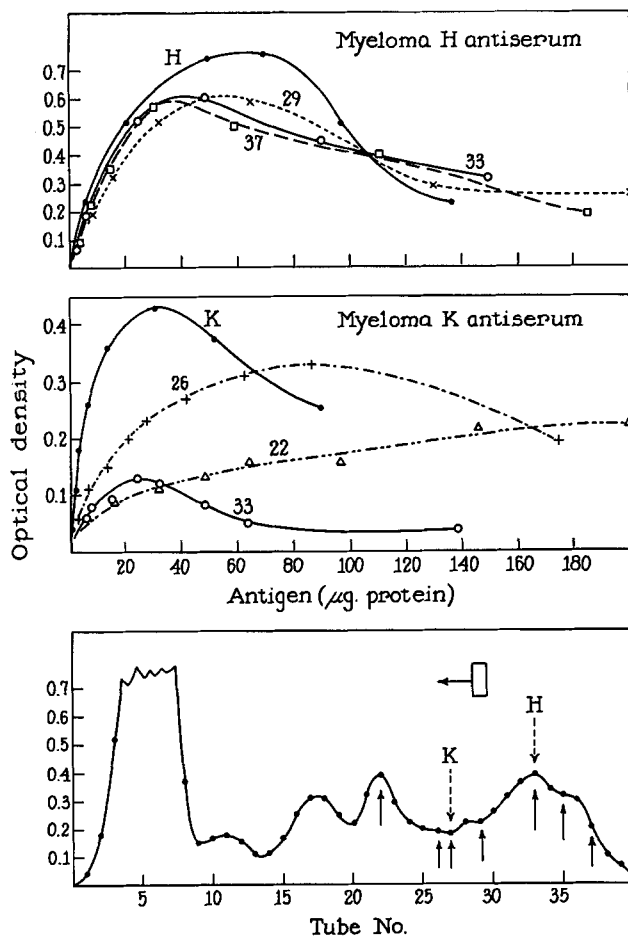 Myeloma H antiserum
H
0.7
0.6
0.5
0.4
0.3
0.2
0.1
29
37
33
Myeloma K antiserum
K
0.4
0.3
0.2
0.1
26
22
33
Optical density
20 40 60 80 100 120 140 160 180
Antigen (μg. protein)
0.7
0.6
0.5
0.4
0.3
0.2
0.1
H
K
5 10 15 20 25 30 35
Tube No.